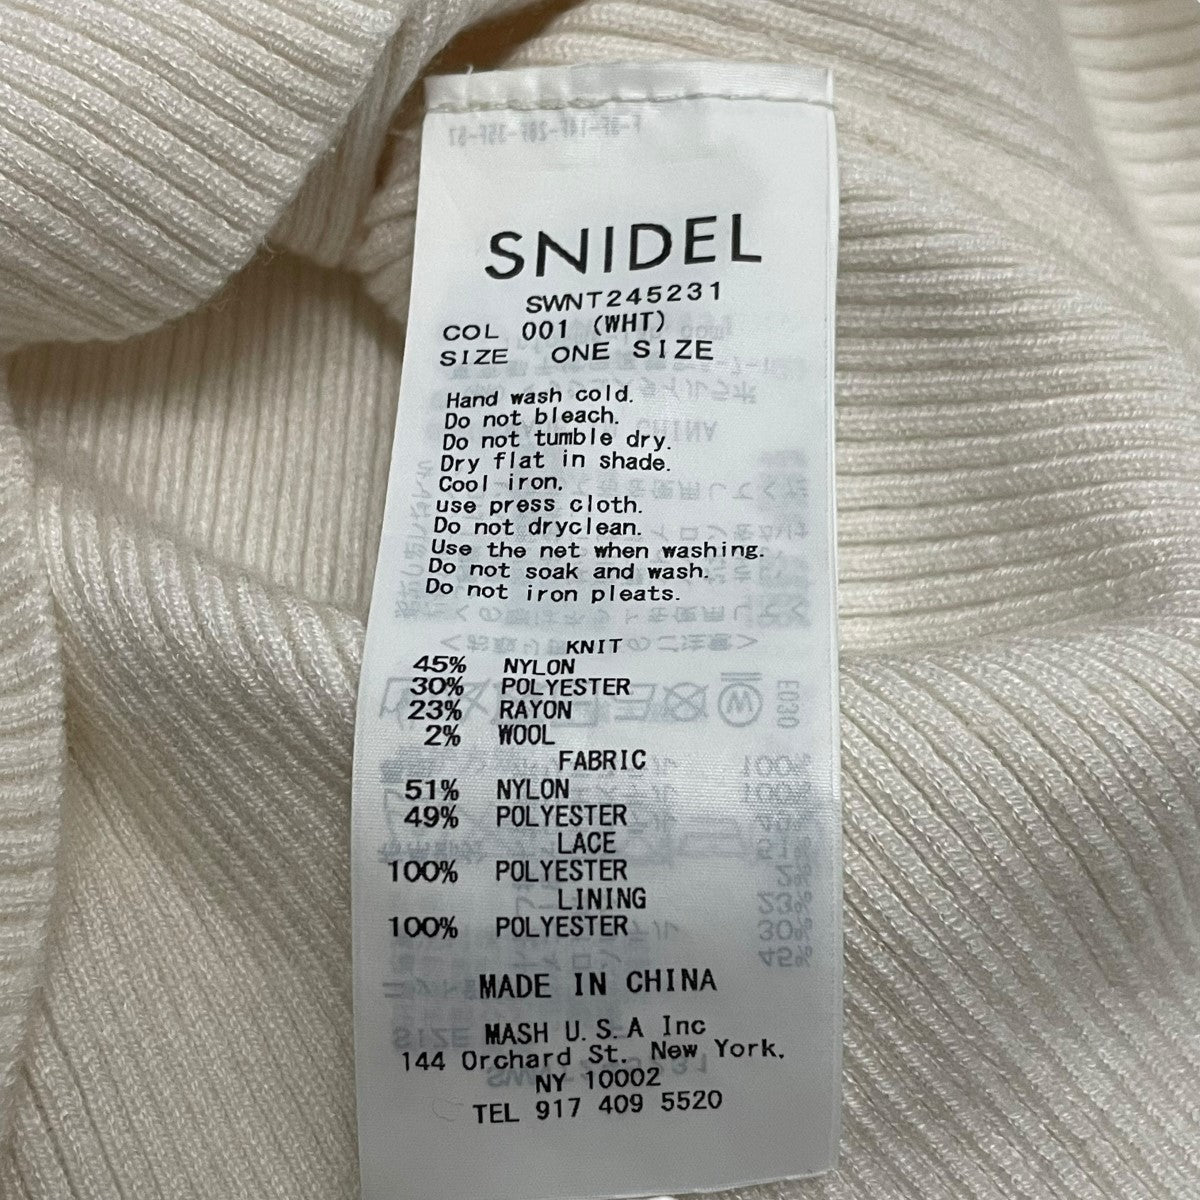 SNIDEL
SWNT245231
COL 001 (WHT)
SIZE ONE SIZE
Hand wash cold.
Do not bleach.
Do not tumble dry.
Dry flat in shade.
Cool iron.
use press cloth.
Do not dryclean.
Use the net when washing.
Do not soak and wash.
Do not iron pleats.
KNIT
45% NYLON
30% POLYESTER
23% RAYON
2% WOOL
FABRIC
51% NYLON
49% POLYESTER
LACE
100% POLYESTER
LINING
100% POLYESTER
MADE IN CHINA
MASH U.S.A Inc
144 Orchard St. New York.
NY 10002
TEL 917 409 5520